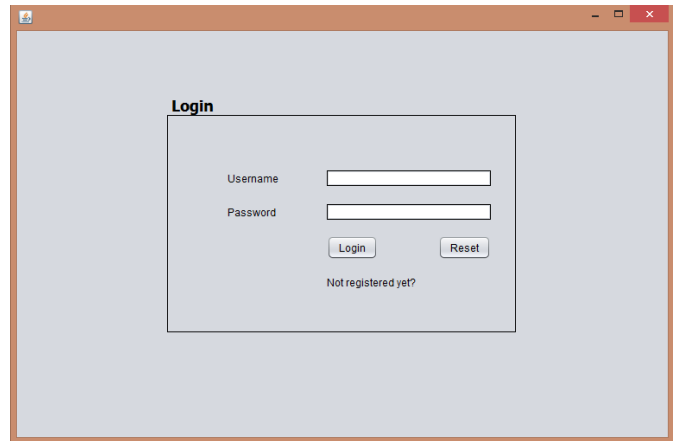 Login
Username
Password
Login Reset
Not registered yet?